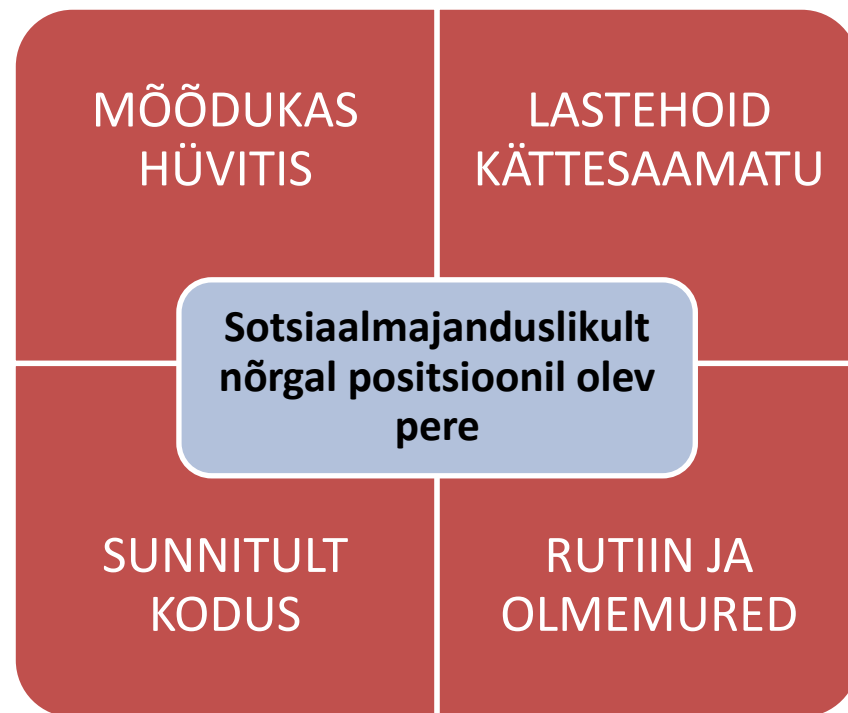 MÕÕDUKAS
HÜVITIS
LASTEHOID
KÄTTESAAMATU
Sotsiaalmajanduslikult
nõrgal positsioonil olev
pere
SUNNITULT
KODUS
RUTIIN JA
OLMEMURED